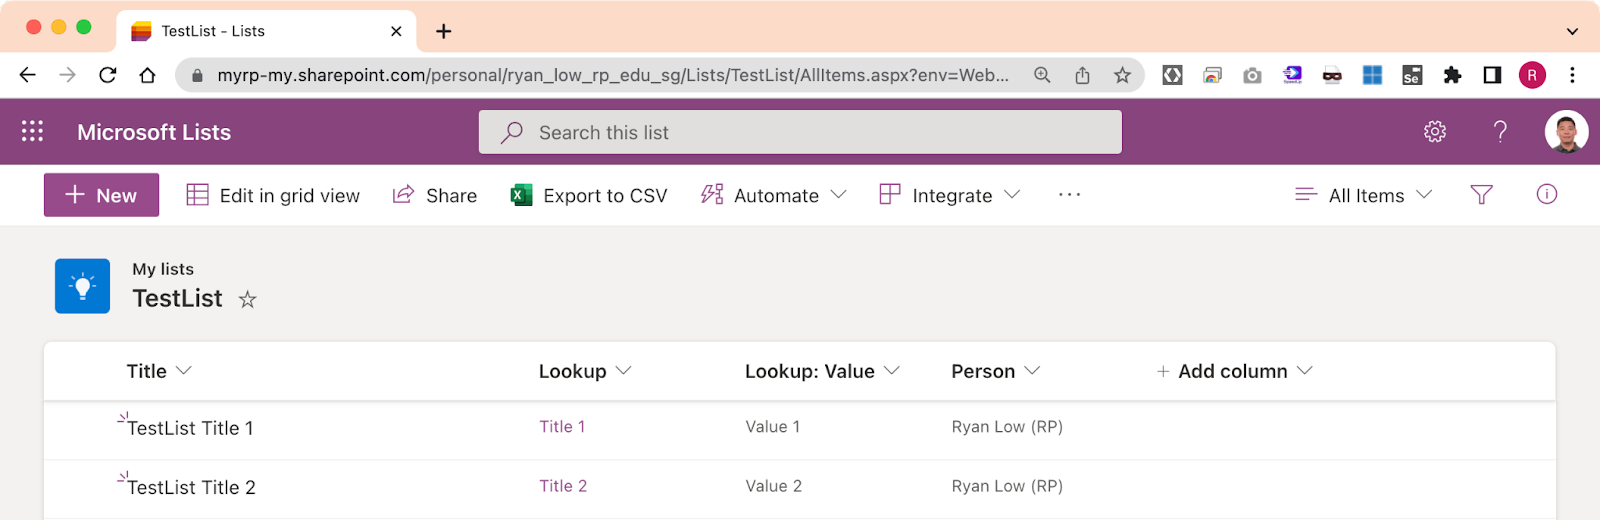 TestList - Lists
myrp-my.sharepoint.com/personal/ryan_low_rp_edu_sg/Lists/TestList/AllItems.aspx?env=Web...
Se
R
Microsoft Lists
Search this list
?
+ New
Edit in grid view
Share
Export to CSV
Automate
Integrate
...
All Items
My lists
TestList
Title
Lookup
Lookup: Value
Person
+ Add column
TestList Title 1
Title 1
Value 1
Ryan Low (RP)
TestList Title 2
Title 2
Value 2
Ryan Low (RP)